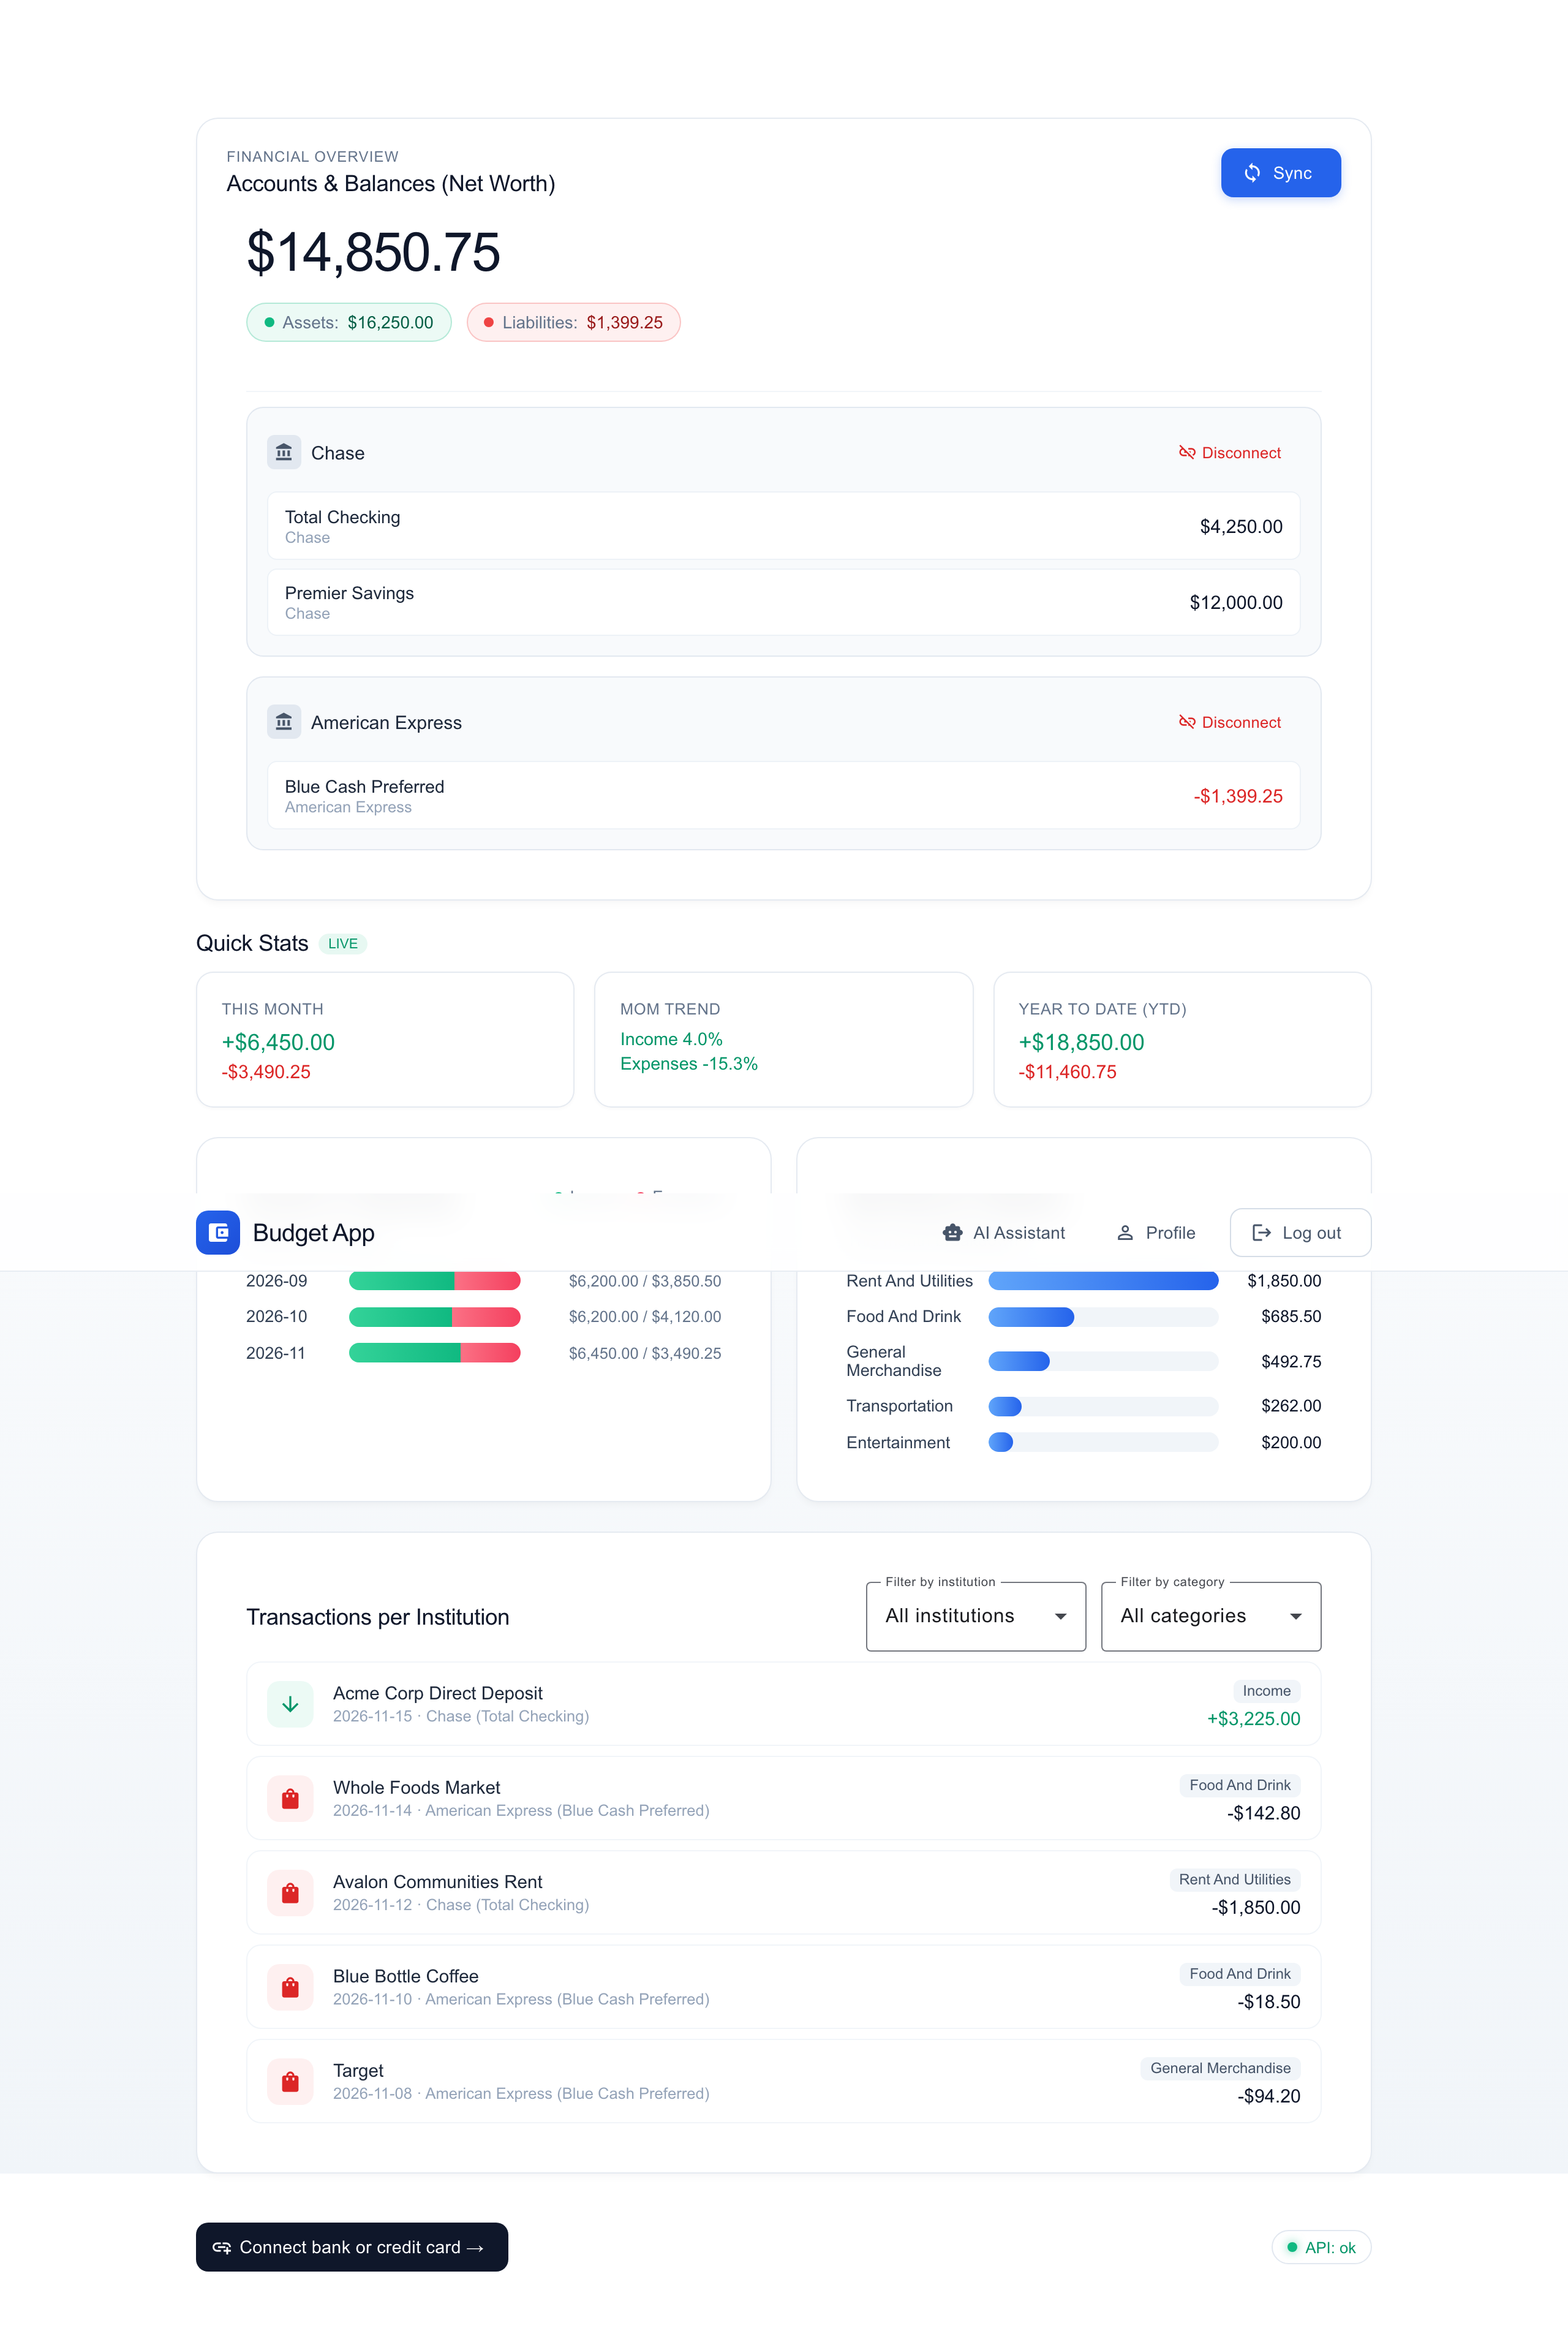 FINANCIAL OVERVIEW
Accounts & Balances (Net Worth)
Sync
$14,850.75
Assets: $16,250.00
Liabilities: $1,399.25
Chase
Disconnect
Total Checking
Chase
$4,250.00
Premier Savings
Chase
$12,000.00
American Express
Disconnect
Blue Cash Preferred
American Express
-$1,399.25
Quick Stats LIVE
THIS MONTH
+$6,450.00
-$3,490.25
MOM TREND
Income 4.0%
Expenses -15.3%
YEAR TO DATE (YTD)
+$18,850.00
-$11,460.75
Budget App
AI Assistant
Profile
Log out
2026-09 $6,200.00 / $3,850.50
2026-10 $6,200.00 / $4,120.00
2026-11 $6,450.00 / $3,490.25
Rent And Utilities $1,850.00
Food And Drink $685.50
General
Merchandise
$492.75
Transportation $262.00
Entertainment $200.00
Transactions per Institution
Filter by institution
All institutions
Filter by category
All categories
Acme Corp Direct Deposit
2026-11-15 · Chase (Total Checking)
Income
+$3,225.00
Whole Foods Market
2026-11-14 · American Express (Blue Cash Preferred)
Food And Drink
-$142.80
Avalon Communities Rent
2026-11-12 · Chase (Total Checking)
Rent And Utilities
-$1,850.00
Blue Bottle Coffee
2026-11-10 · American Express (Blue Cash Preferred)
Food And Drink
-$18.50
Target
2026-11-08 · American Express (Blue Cash Preferred)
General Merchandise
-$94.20
Connect bank or credit card →
API: ok